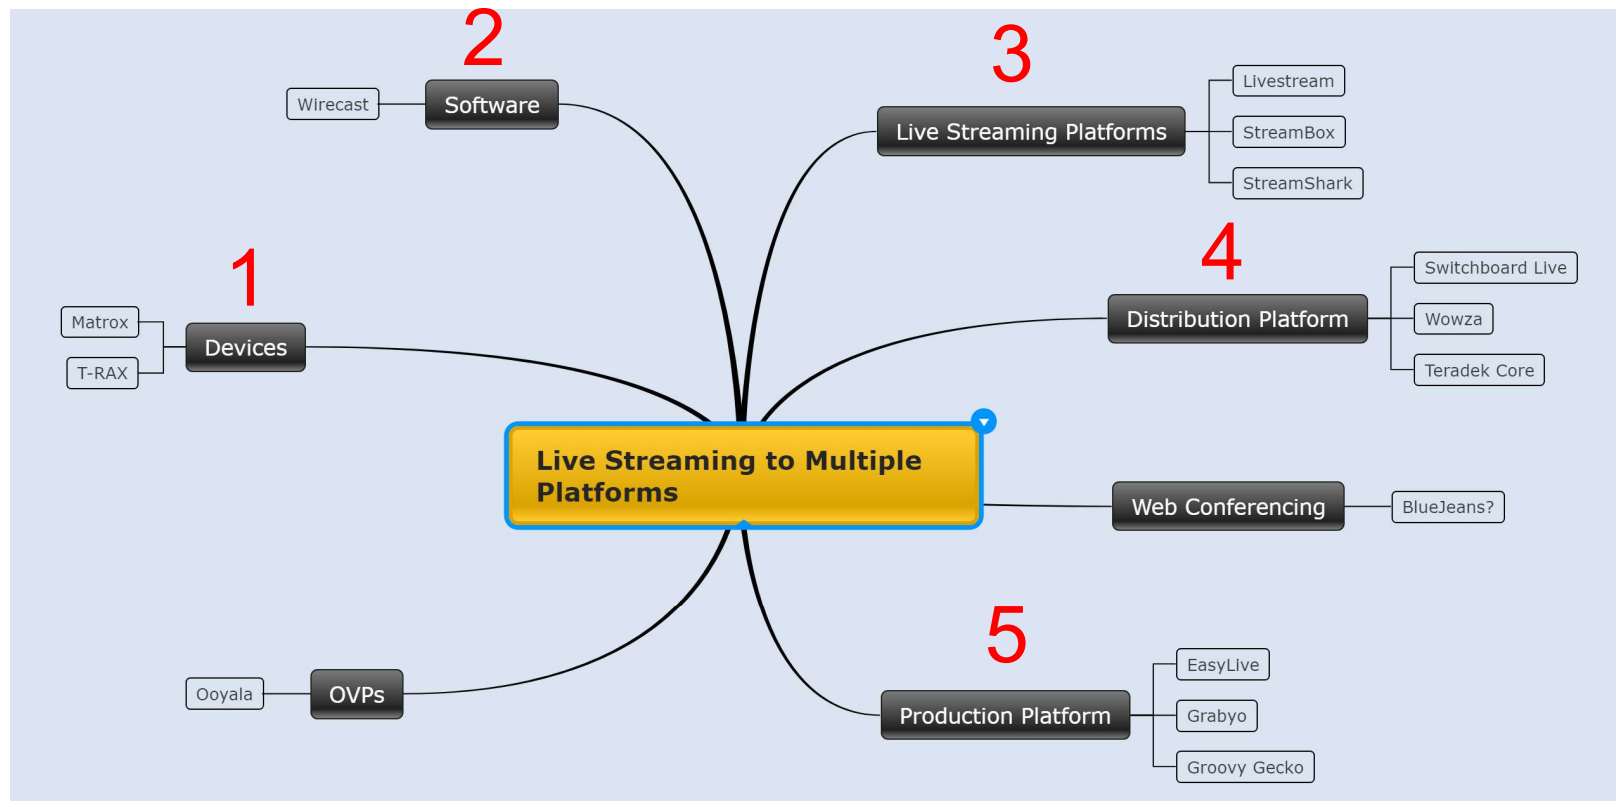 2
Wirecast
Software
3
Live Streaming Platforms
Livestream
StreamBox
StreamShark
1
Matrox
T-RAX
Devices
4
Distribution Platform
Switchboard Live
Wowza
Teradek Core
Live Streaming to Multiple
Platforms
Web Conferencing
BlueJeans?
Ooyala
OVPs
5
Production Platform
EasyLive
Grabyo
Groovy Gecko